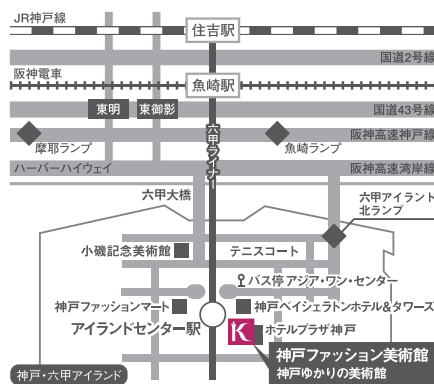 JR神戸線
住吉駅
国道2号線
阪神電車
魚崎駅
東明
東御影
国道43号線
六甲ライナー
阪神高速神戸線
摩耶ランプ
魚崎ランプ
ハーバーハイウェイ
阪神高速湾岸線
六甲大橋
六甲アイランド
北ランプ
小磯記念美術館
テニスコート
バス停 アジア・ワン・センター
神戸ファッションマート
神戸ベイシェラトンホテル&タワーズ
アイランドセンター駅
K
ホテルプラザ神戸
神戸ファッション美術館
神戸ゆかりの美術館
神戸・六甲アイランド